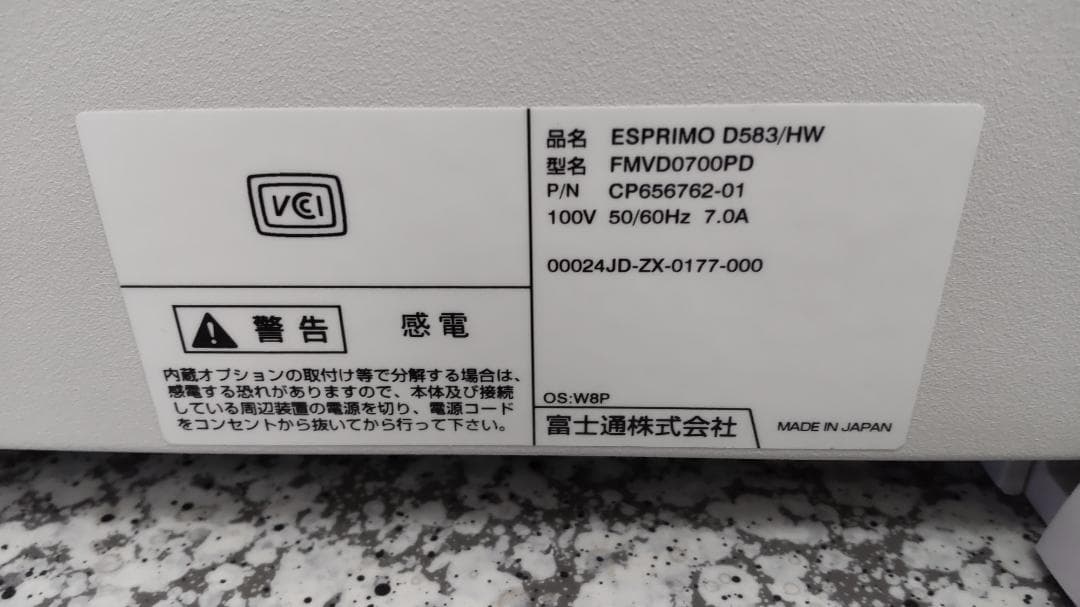 VCCI
警告 感電
内蔵オプションの取付け等で分解する場合は、
感電する恐れがありますので、本体及び接続
している周辺装置の電源を切り、電源コード
をコンセントから抜いてから行って下さい。
品名 ESPRIMO D583/HW
型名 FMVD0700PD
P/N CP656762-01
100V 50/60Hz 7.0A
00024JD-ZX-0177-000
OS:W8P
富士通株式会社 MADE IN JAPAN